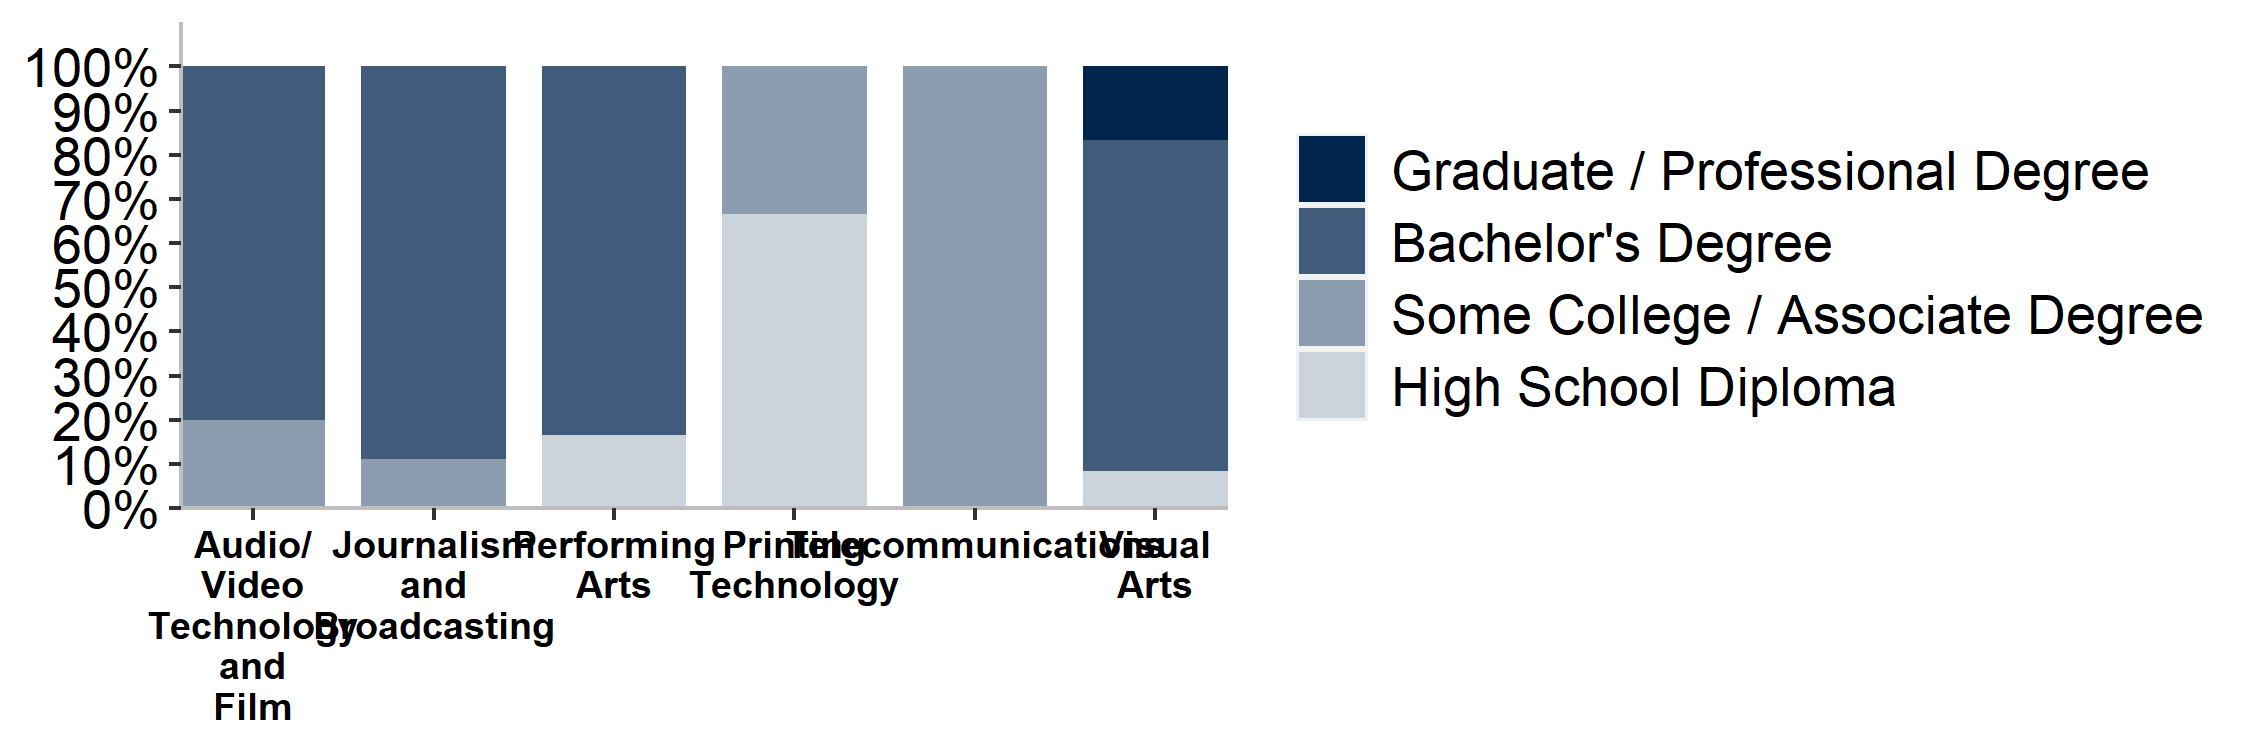 100%
90%
80%
70%
60%
50%
40%
30%
20%
10%
0%
Audio/
Video
Technology
and
Film
Journalism
and
Broadcasting
Performing
Arts
Printing
Technology
Telecommunications
Visual
Arts
Graduate / Professional Degree
Bachelor's Degree
Some College / Associate Degree
High School Diploma